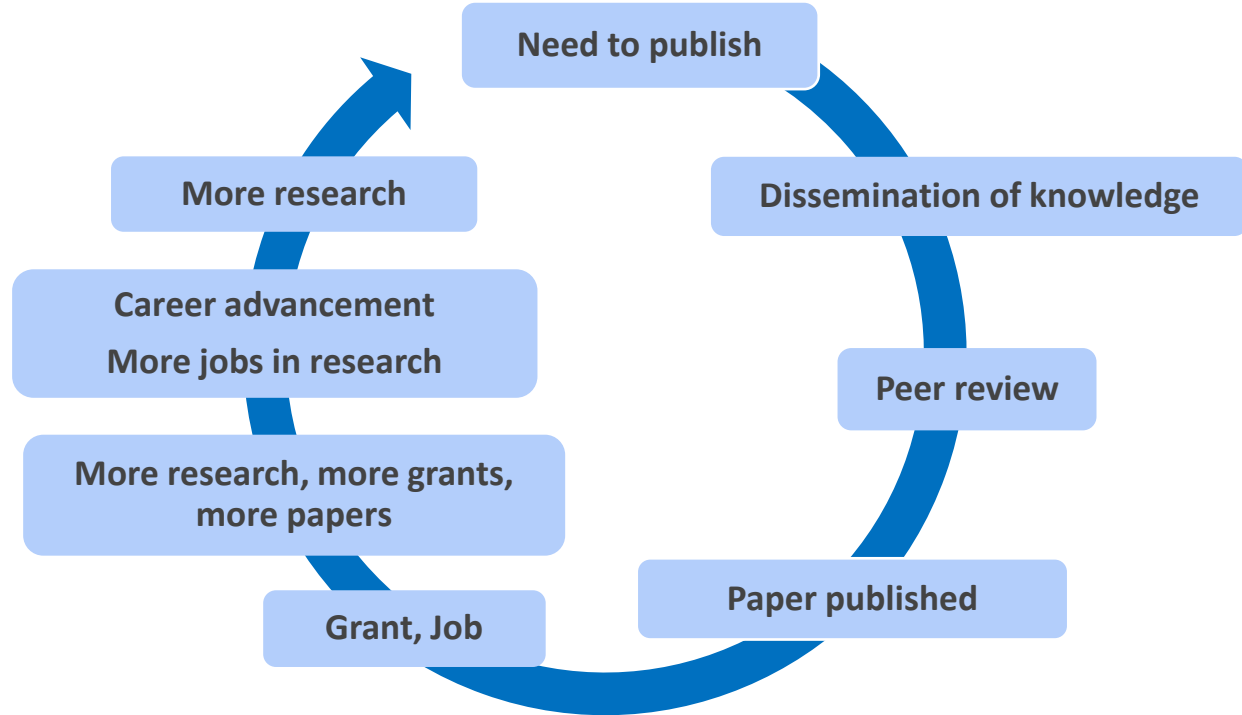 Need to publish
Dissemination of knowledge
Peer review
Paper published
Grant, Job
More research, more grants,
more papers
Career advancement
More jobs in research
More research